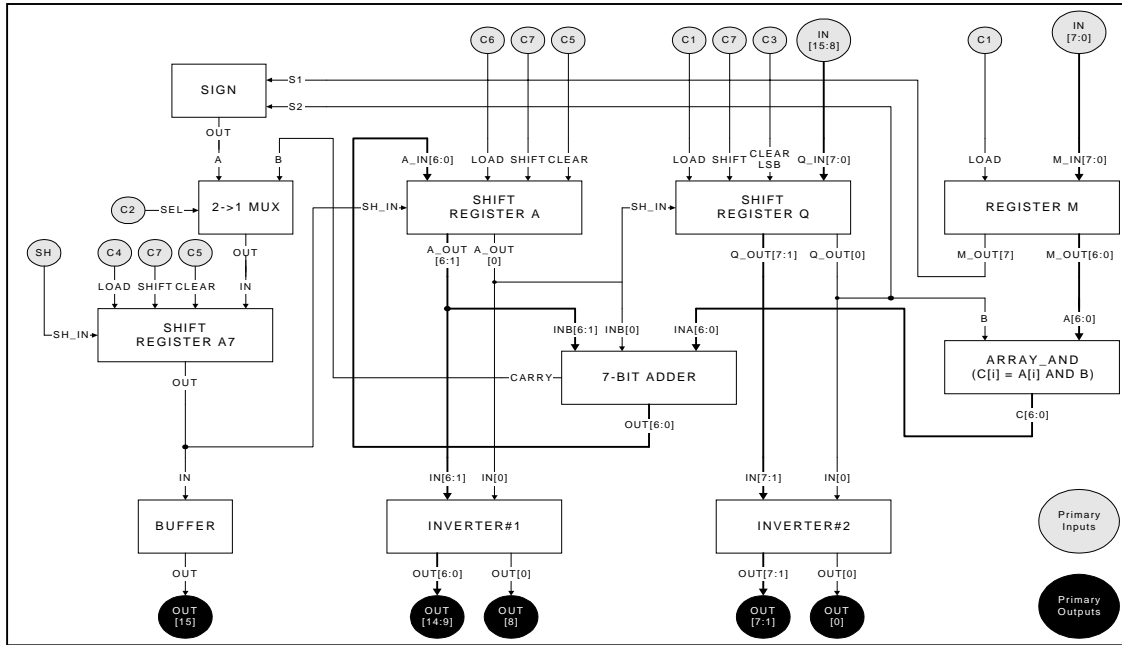 C6
C7
C5
C1
C7
C3
IN
[15:8]
C1
IN
[7:0]
SIGN
S1
S2
OUT
A
B
A_IN[6:0]
LOAD
SHIFT
CLEAR
LOAD
SHIFT
CLEAR
LSB
Q_IN[7:0]
LOAD
M_IN[7:0]
C2
SEL
2->1 MUX
SH_IN
SHIFT
REGISTER A
SH_IN
SHIFT
REGISTER Q
REGISTER M
SH
C4
C7
C5
OUT
A_OUT
[6:1]
A_OUT
[0]
Q_OUT[7:1]
Q_OUT[0]
M_OUT[7]
M_OUT[6:0]
LOAD
SHIFT
CLEAR
IN
SH_IN
SHIFT
REGISTER A7
INB[6:1]
INB[0]
INA[6:0]
B
A[6:0]
OUT
CARRY
7-BIT ADDER
ARRAY_AND
(C[i] = A[i] AND B)
OUT[6:0]
C[6:0]
IN
IN[6:1]
IN[0]
IN[7:1]
IN[0]
BUFFER
INVERTER#1
INVERTER#2
Primary
Inputs
OUT
OUT[6:0]
OUT[0]
OUT[7:1]
OUT[0]
OUT
[15]
OUT
[14:9]
OUT
[8]
OUT
[7:1]
OUT
[0]
Primary
Outputs